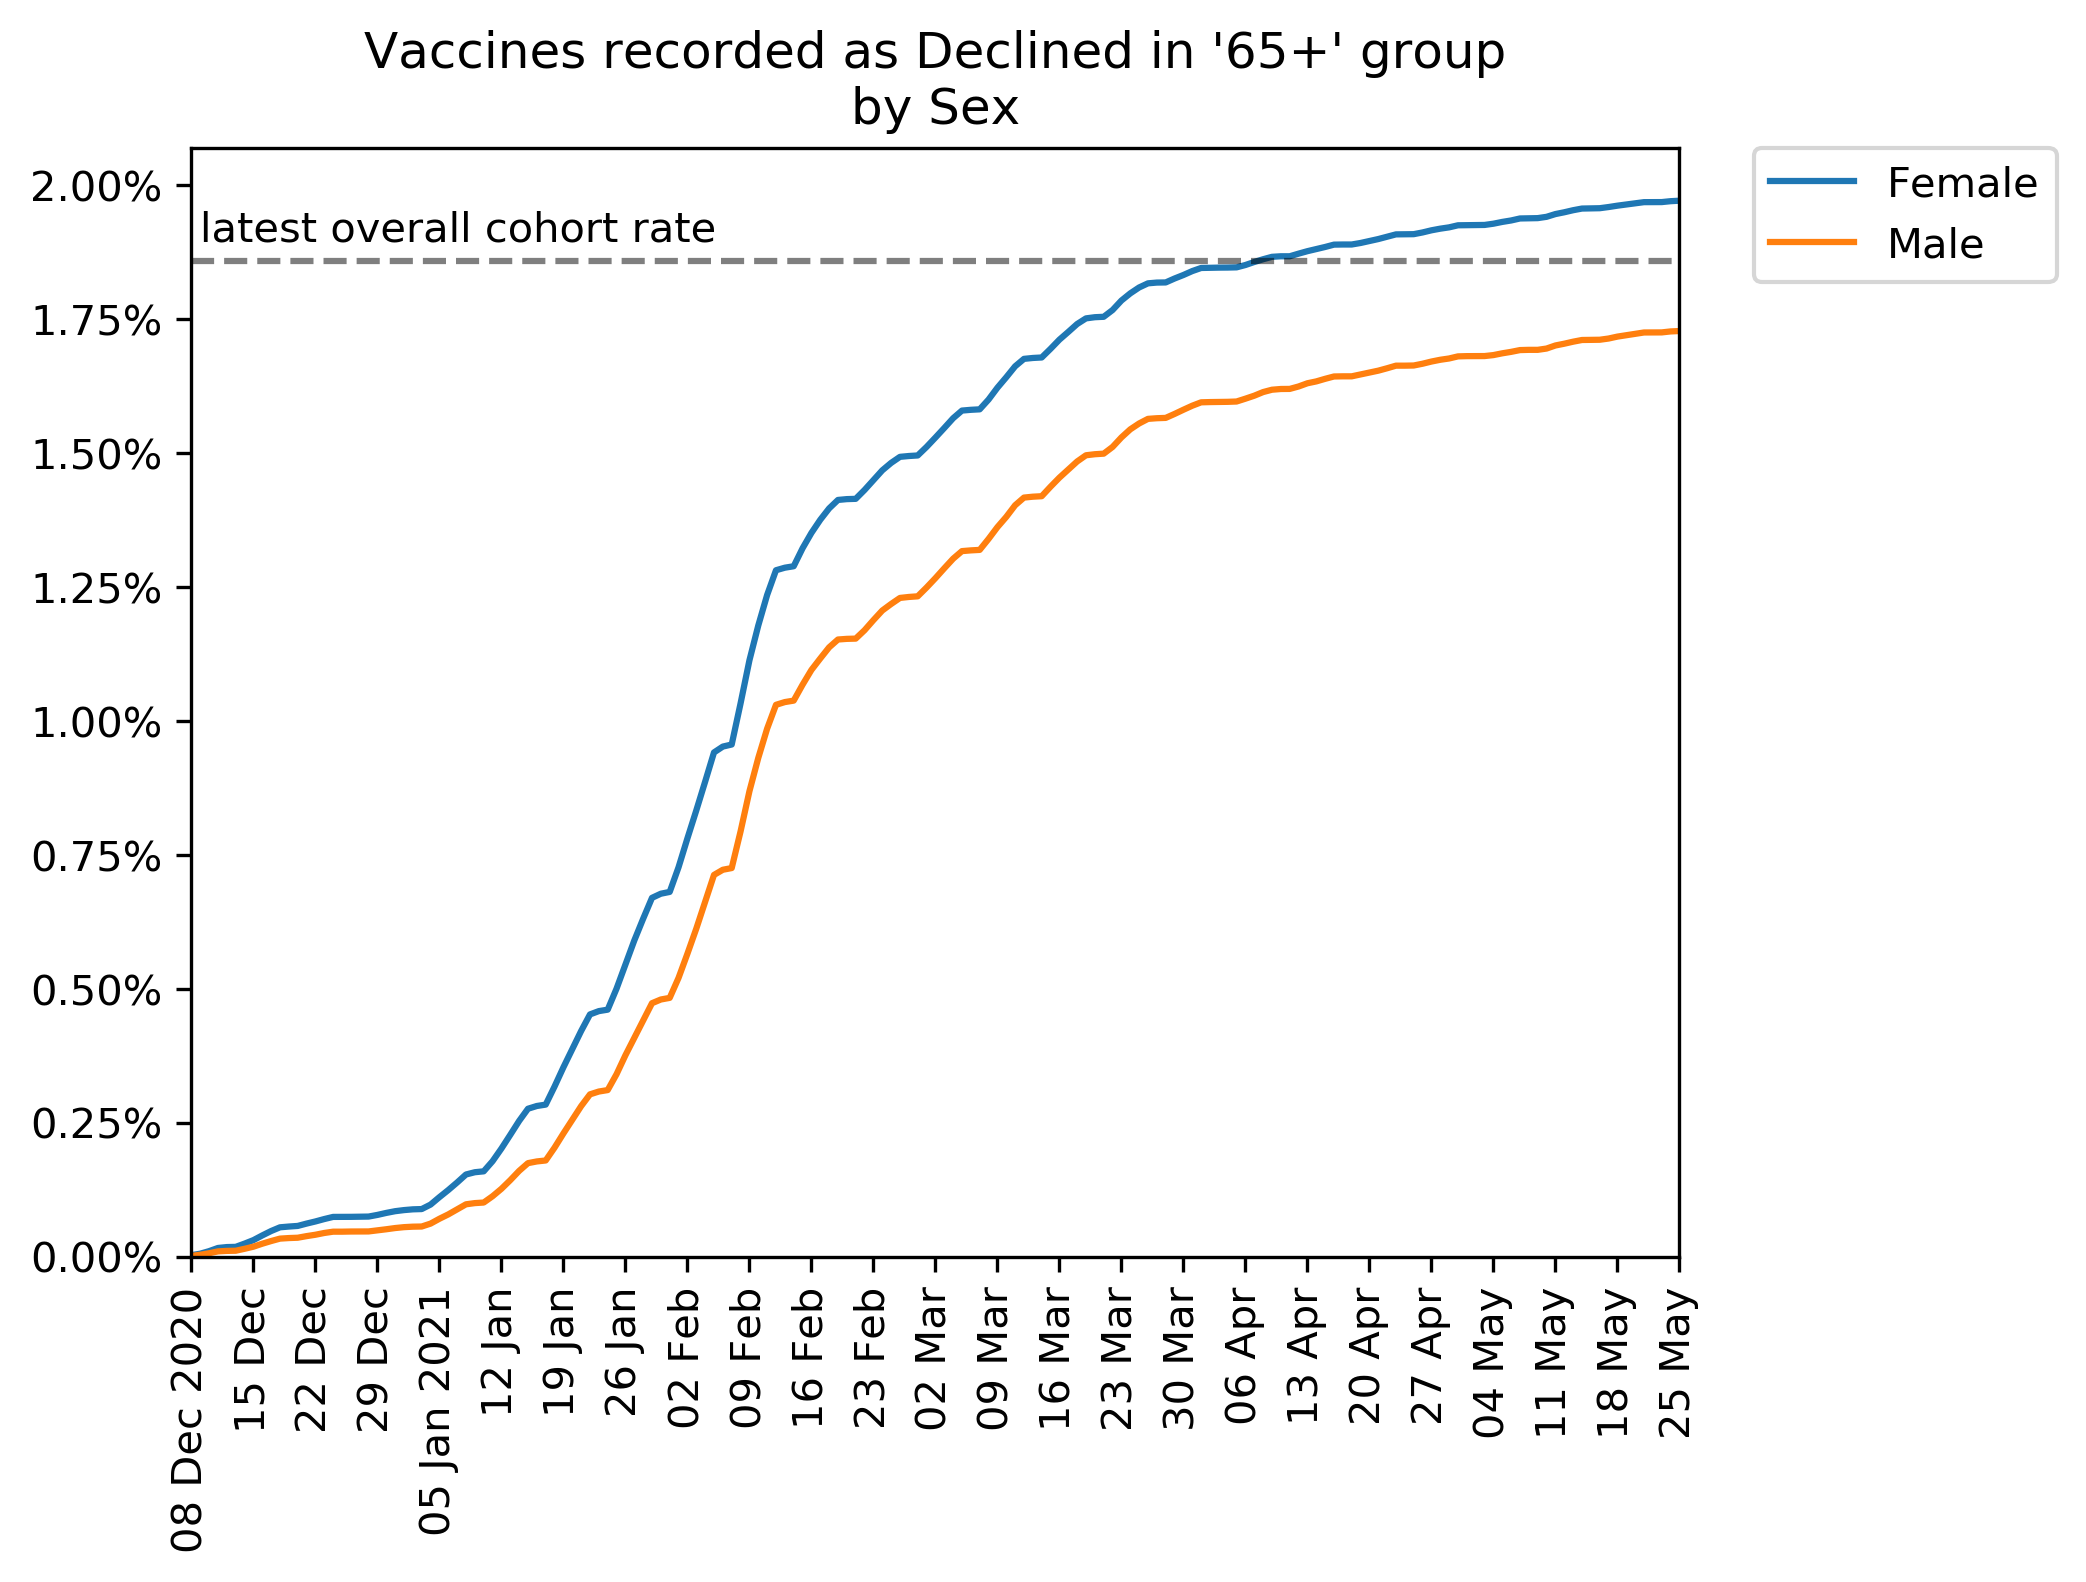 Vaccines recorded as Declined in '65+' group
by Sex
2.00%
1.75%
1.50%
1.25%
1.00%
0.75%
0.50%
0.25%
0.00%
latest overall cohort rate
Female
Male
08 Dec 2020
15 Dec
22 Dec
29 Dec
05 Jan 2021
12 Jan
19 Jan
26 Jan
02 Feb
09 Feb
16 Feb
23 Feb
02 Mar
09 Mar
16 Mar
23 Mar
30 Mar
06 Apr
13 Apr
20 Apr
27 Apr
04 May
11 May
18 May
25 May